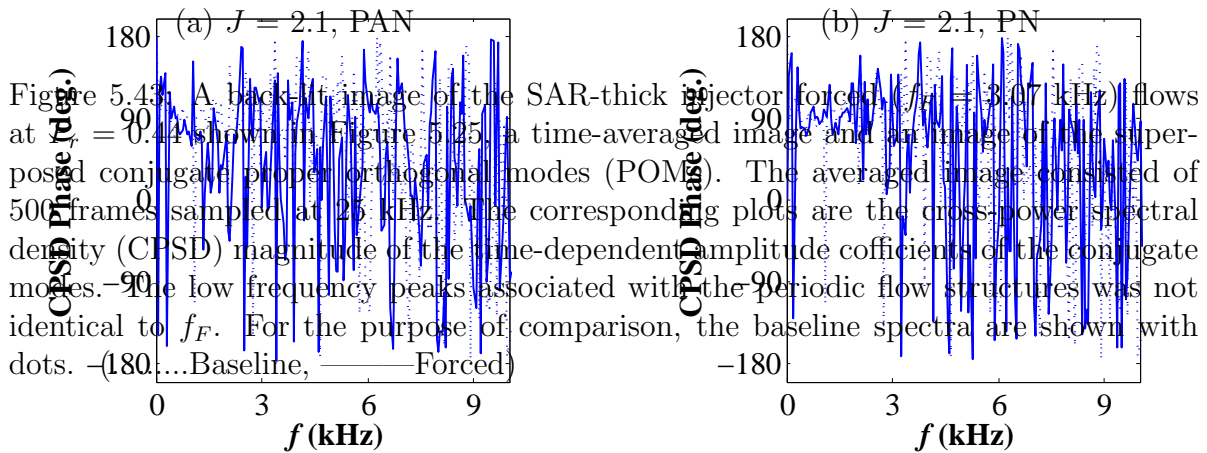 (a) J = 2.1, PAN
(b) J = 2.1, PN
Figure 5.43: A back-lit image of the SAR-thick injector forced (f_F = 3.07 kHz) flows
at P_r = 0.44 shown in Figure 5.25, a time-averaged image and an image of the super-
posed conjugate proper orthogonal modes (POMs). The averaged image consisted of
500 frames sampled at 25 kHz. The corresponding plots are the cross-power spectral
density (CPSD) magnitude of the time-dependent amplitude cofficients of the conjugate
modes. The low frequency peaks associated with the periodic flow structures was not
identical to f_F. For the purpose of comparison, the baseline spectra are shown with
dots. (.......Baseline, ———Forced)
CPSD Phase (deg.)
180
90
0
−90
−180
0 3 6 9
f (kHz)
CPSD Phase (deg.)
180
90
0
−90
−180
0 3 6 9
f (kHz)